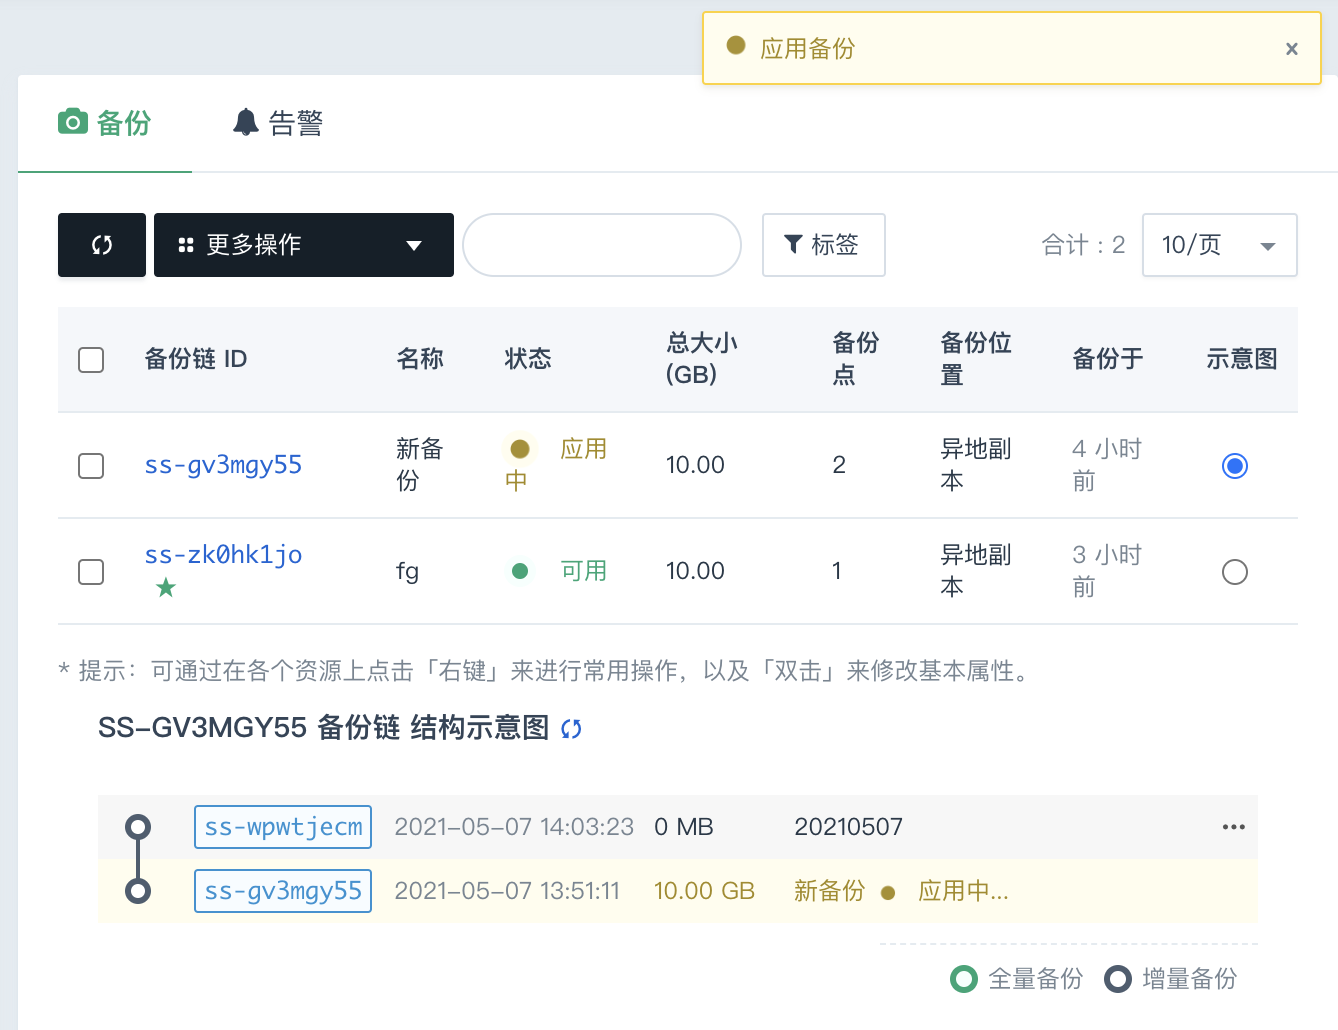 应用备份
×
备份
告警
更多操作
标签
合计：2
10/页
备份链 ID
名称
状态
总大小
(GB)
备份
点
备份位
置
备份于
示意图
ss-gv3mgy55
新备
份
应用
中
10.00
2
异地副
本
4 小时
前
ss-zk0hk1jo
fg
可用
10.00
1
异地副
本
3 小时
前
* 提示：可通过在各个资源上点击「右键」来进行常用操作，以及「双击」来修改基本属性。
SS-GV3MGY55 备份链 结构示意图
ss-wpwtjecm 2021-05-07 14:03:23 0 MB 20210507
ss-gv3mgy55 2021-05-07 13:51:11 10.00 GB 新备份 应用中...
全量备份 增量备份